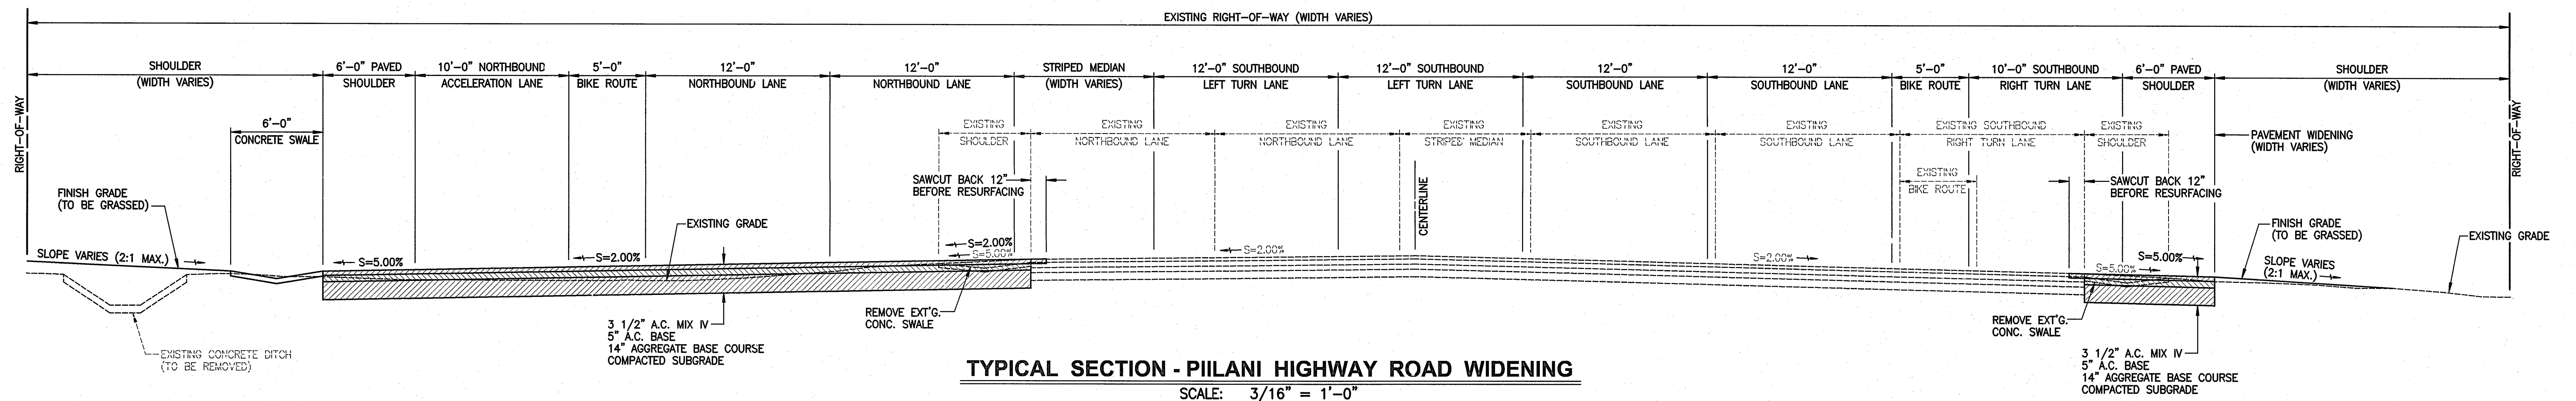 EXISTING RIGHT-OF-WAY (WIDTH VARIES)
SHOULDER
(WIDTH VARIES)
6'-0" PAVED
SHOULDER
10'-0" NORTHBOUND
ACCELERATION LANE
5'-0"
BIKE ROUTE
12'-0"
NORTHBOUND LANE
12'-0"
NORTHBOUND LANE
STRIPED MEDIAN
(WIDTH VARIES)
12'-0" SOUTHBOUND
LEFT TURN LANE
12'-0" SOUTHBOUND
LEFT TURN LANE
12'-0"
SOUTHBOUND LANE
12'-0"
SOUTHBOUND LANE
5'-0"
BIKE ROUTE
10'-0" SOUTHBOUND
RIGHT TURN LANE
6'-0" PAVED
SHOULDER
SHOULDER
(WIDTH VARIES)
RIGHT-OF-WAY
6'-0"
CONCRETE SWALE
EXISTING
SHOULDER
EXISTING
NORTHBOUND LANE
EXISTING
NORTHBOUND LANE
EXISTING
STRIPED MEDIAN
EXISTING
SOUTHBOUND LANE
EXISTING
SOUTHBOUND LANE
EXISTING SOUTHBOUND
RIGHT TURN LANE
EXISTING
SHOULDER
PAVEMENT WIDENING
(WIDTH VARIES)
RIGHT-OF-WAY
FINISH GRADE
(TO BE GRASSED)
SAWCUT BACK 12"
BEFORE RESURFACING
CENTERLINE
EXISTING
BIKE ROUTE
SAWCUT BACK 12"
BEFORE RESURFACING
EXISTING GRADE
FINISH GRADE
(TO BE GRASSED)
EXISTING GRADE
SLOPE VARIES (2:1 MAX.)
S=5.00%
S=2.00%
S=2.00%
S=5.00%
S=2.00%
S=2.00%
S=5.00%
S=5.00%
SLOPE VARIES
(2:1 MAX.)
REMOVE EXT'G.
CONC. SWALE
REMOVE EXT'G.
CONC. SWALE
3 1/2" A.C. MIX IV
5" A.C. BASE
14" AGGREGATE BASE COURSE
COMPACTED SUBGRADE
EXISTING CONCRETE DITCH
(TO BE REMOVED)
3 1/2" A.C. MIX IV
5" A.C. BASE
14" AGGREGATE BASE COURSE
COMPACTED SUBGRADE
TYPICAL SECTION - PIILANI HIGHWAY ROAD WIDENING
SCALE: 3/16" = 1'-0"